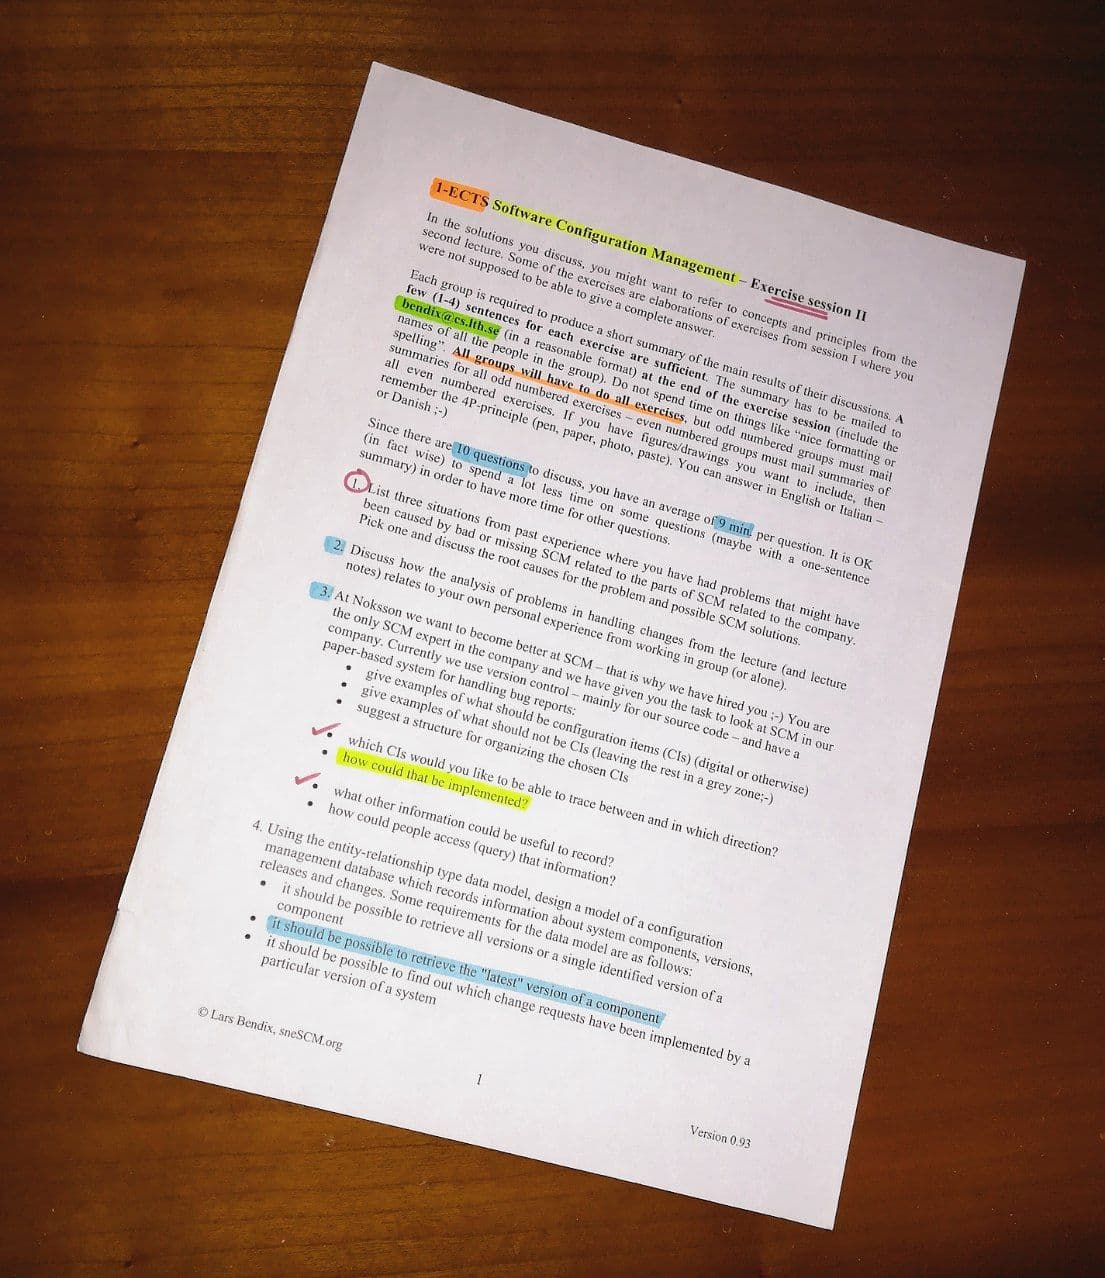 1-ECTS Software Configuration Management – Exercise session II
In the solutions you discuss, you might want to refer to concepts and principles from the
second lecture. Some of the exercises are elaborations of exercises from session I where you
were not supposed to be able to give a complete answer.
Each group is required to produce a short summary of the main results of their discussions. A
few (1-4) sentences for each exercise are sufficient. The summary has to be mailed to
bendix@cs.lth.se (in a reasonable format) at the end of the exercise session (include the
names of all the people in the group). Do not spend time on things like "nice formatting or
spelling". All groups will have to do all exercises, but odd numbered groups must mail
summaries for all odd numbered exercises – even numbered groups must mail summaries of
all even numbered exercises. If you have figures/drawings you want to include, then
remember the 4P-principle (pen, paper, photo, paste). You can answer in English or Italian –
or Danish ;-)
Since there are 10 questions to discuss, you have an average of 9 min. per question. It is OK
(in fact wise) to spend a lot less time on some questions (maybe with a one-sentence
summary) in order to have more time for other questions.
1. List three situations from past experience where you have had problems that might have
been caused by bad or missing SCM related to the parts of SCM related to the company.
Pick one and discuss the root causes for the problem and possible SCM solutions.
2. Discuss how the analysis of problems in handling changes from the lecture (and lecture
notes) relates to your own personal experience from working in group (or alone).
3. At Noksson we want to become better at SCM – that is why we have hired you ;-) You are
the only SCM expert in the company and we have given you the task to look at SCM in our
company. Currently we use version control – mainly for our source code – and have a
paper-based system for handling bug reports:
• give examples of what should be configuration items (CIs) (digital or otherwise)
• give examples of what should not be CIs (leaving the rest in a grey zone;-)
• suggest a structure for organizing the chosen CIs
• which CIs would you like to be able to trace between and in which direction?
• how could that be implemented?
• what other information could be useful to record?
• how could people access (query) that information?
4. Using the entity-relationship type data model, design a model of a configuration
management database which records information about system components, versions,
releases and changes. Some requirements for the data model are as follows:
• it should be possible to retrieve all versions or a single identified version of a
component
• it should be possible to retrieve the "latest" version of a component
• it should be possible to find out which change requests have been implemented by a
particular version of a system
© Lars Bendix, sneSCM.org
1
Version 0.93